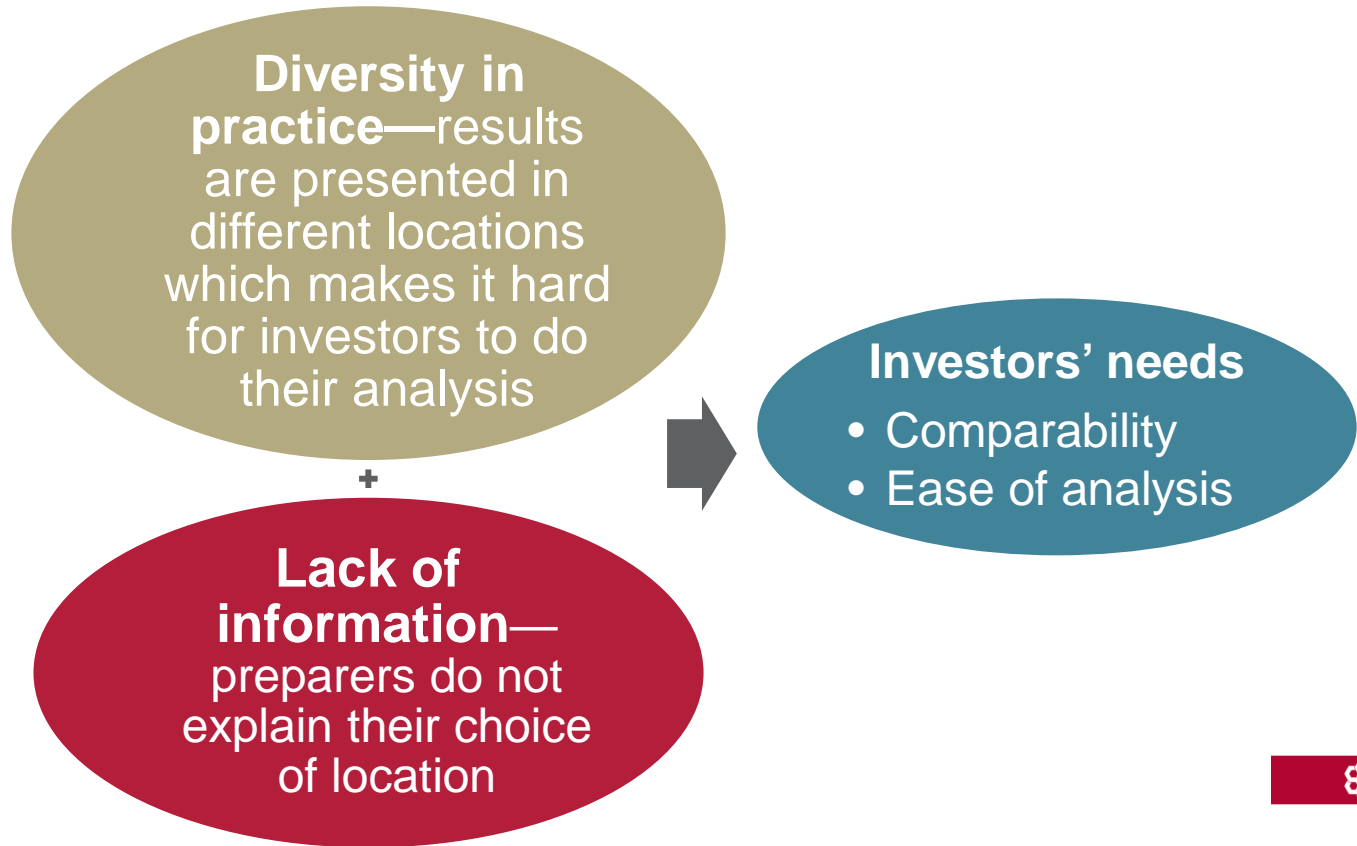 Diversity in
practice—results
are presented in
different locations
which makes it hard
for investors to do
their analysis
+
Lack of
information—
preparers do not
explain their choice
of location
Investors’ needs
• Comparability
• Ease of analysis
8